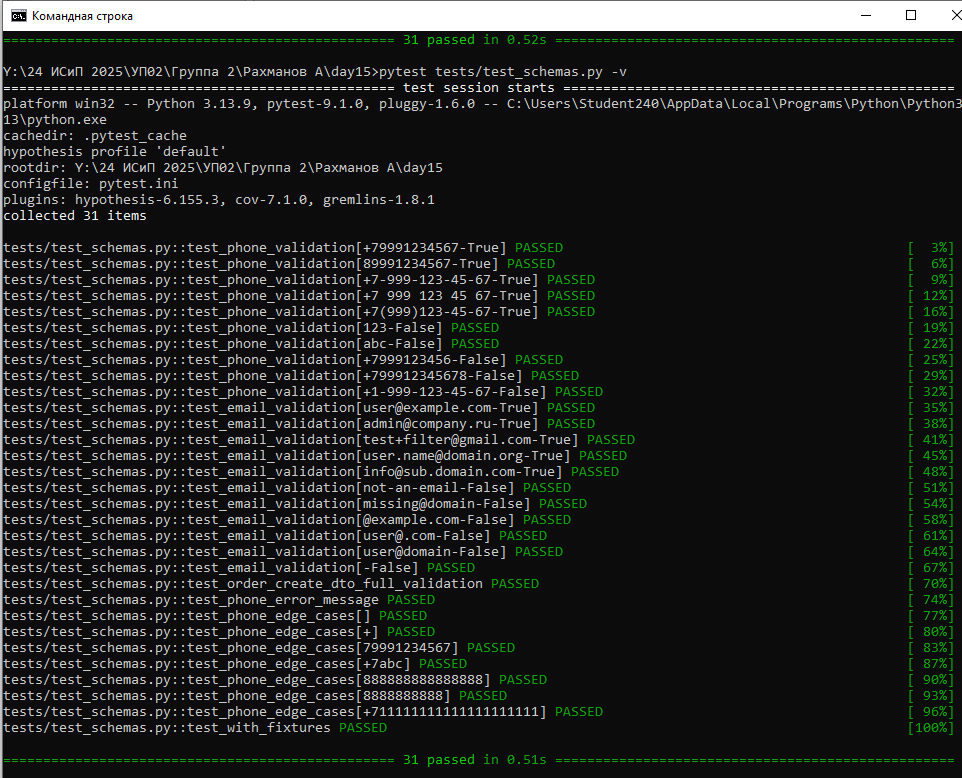 Командная строка
================================================= 31 passed in 0.52s ==================================================
Y:\24 ИСиП 2025\УП02\Группа 2\Рахманов А\day15>pytest tests/test_schemas.py -v
================================================= test session starts =================================================
platform win32 -- Python 3.13.9, pytest-9.1.0, pluggy-1.6.0 -- C:\Users\Student240\AppData\Local\Programs\Python\Python3
13\python.exe
cachedir: .pytest_cache
hypothesis profile 'default'
rootdir: Y:\24 ИСиП 2025\УП02\Группа 2\Рахманов А\day15
configfile: pytest.ini
plugins: hypothesis-6.155.3, cov-7.1.0, gremlins-1.8.1
collected 31 items
tests/test_schemas.py::test_phone_validation[+79991234567-True] PASSED [  3%]
tests/test_schemas.py::test_phone_validation[89991234567-True] PASSED [  6%]
tests/test_schemas.py::test_phone_validation[+7-999-123-45-67-True] PASSED [  9%]
tests/test_schemas.py::test_phone_validation[+7 999 123 45 67-True] PASSED [ 12%]
tests/test_schemas.py::test_phone_validation[+7(999)123-45-67-True] PASSED [ 16%]
tests/test_schemas.py::test_phone_validation[123-False] PASSED [ 19%]
tests/test_schemas.py::test_phone_validation[abc-False] PASSED [ 22%]
tests/test_schemas.py::test_phone_validation[+7999123456-False] PASSED [ 25%]
tests/test_schemas.py::test_phone_validation[+799912345678-False] PASSED [ 29%]
tests/test_schemas.py::test_phone_validation[+1-999-123-45-67-False] PASSED [ 32%]
tests/test_schemas.py::test_email_validation[user@example.com-True] PASSED [ 35%]
tests/test_schemas.py::test_email_validation[admin@company.ru-True] PASSED [ 38%]
tests/test_schemas.py::test_email_validation[test+filter@gmail.com-True] PASSED [ 41%]
tests/test_schemas.py::test_email_validation[user.name@domain.org-True] PASSED [ 45%]
tests/test_schemas.py::test_email_validation[info@sub.domain.com-True] PASSED [ 48%]
tests/test_schemas.py::test_email_validation[not-an-email-False] PASSED [ 51%]
tests/test_schemas.py::test_email_validation[missing@domain-False] PASSED [ 54%]
tests/test_schemas.py::test_email_validation[@example.com-False] PASSED [ 58%]
tests/test_schemas.py::test_email_validation[user@.com-False] PASSED [ 61%]
tests/test_schemas.py::test_email_validation[user@domain-False] PASSED [ 64%]
tests/test_schemas.py::test_email_validation[-False] PASSED [ 67%]
tests/test_schemas.py::test_order_create_dto_full_validation PASSED [ 70%]
tests/test_schemas.py::test_phone_error_message PASSED [ 74%]
tests/test_schemas.py::test_phone_edge_cases[] PASSED [ 77%]
tests/test_schemas.py::test_phone_edge_cases[+] PASSED [ 80%]
tests/test_schemas.py::test_phone_edge_cases[79991234567] PASSED [ 83%]
tests/test_schemas.py::test_phone_edge_cases[+7abc] PASSED [ 87%]
tests/test_schemas.py::test_phone_edge_cases[888888888888888] PASSED [ 90%]
tests/test_schemas.py::test_phone_edge_cases[8888888888] PASSED [ 93%]
tests/test_schemas.py::test_phone_edge_cases[+711111111111111111111] PASSED [ 96%]
tests/test_schemas.py::test_with_fixtures PASSED [100%]
================================================= 31 passed in 0.51s ==================================================